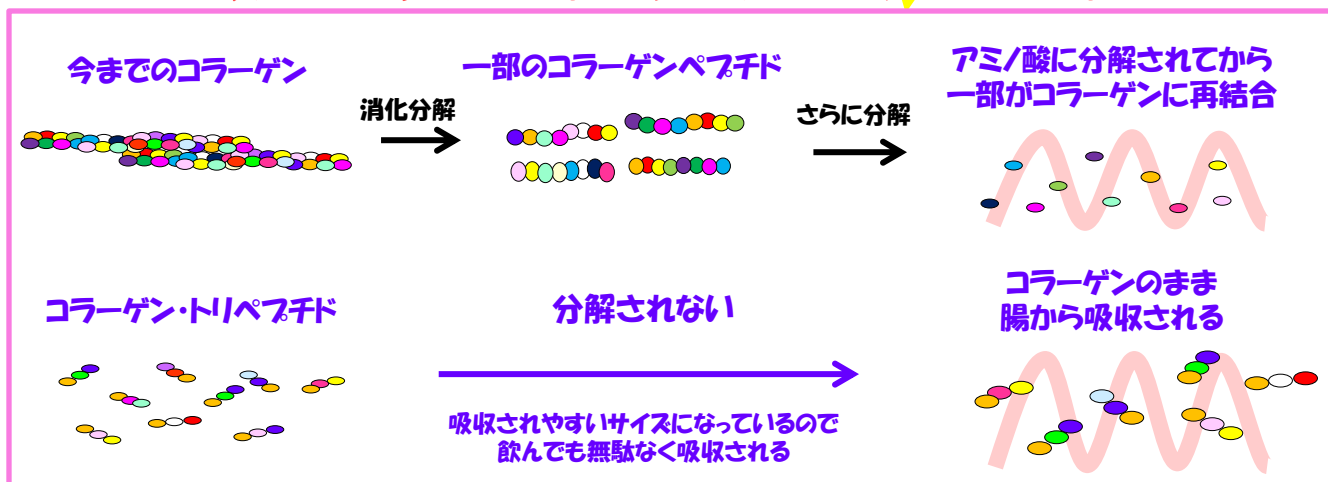 今までのコラーゲン
消化分解
一部のコラーゲンペプチド
さらに分解
アミノ酸に分解されてから
一部がコラーゲンに再結合
コラーゲン・トリペプチド
分解されない
吸収されやすいサイズになっているので
飲んでも無駄なく吸収される
コラーゲンのまま
腸から吸収される